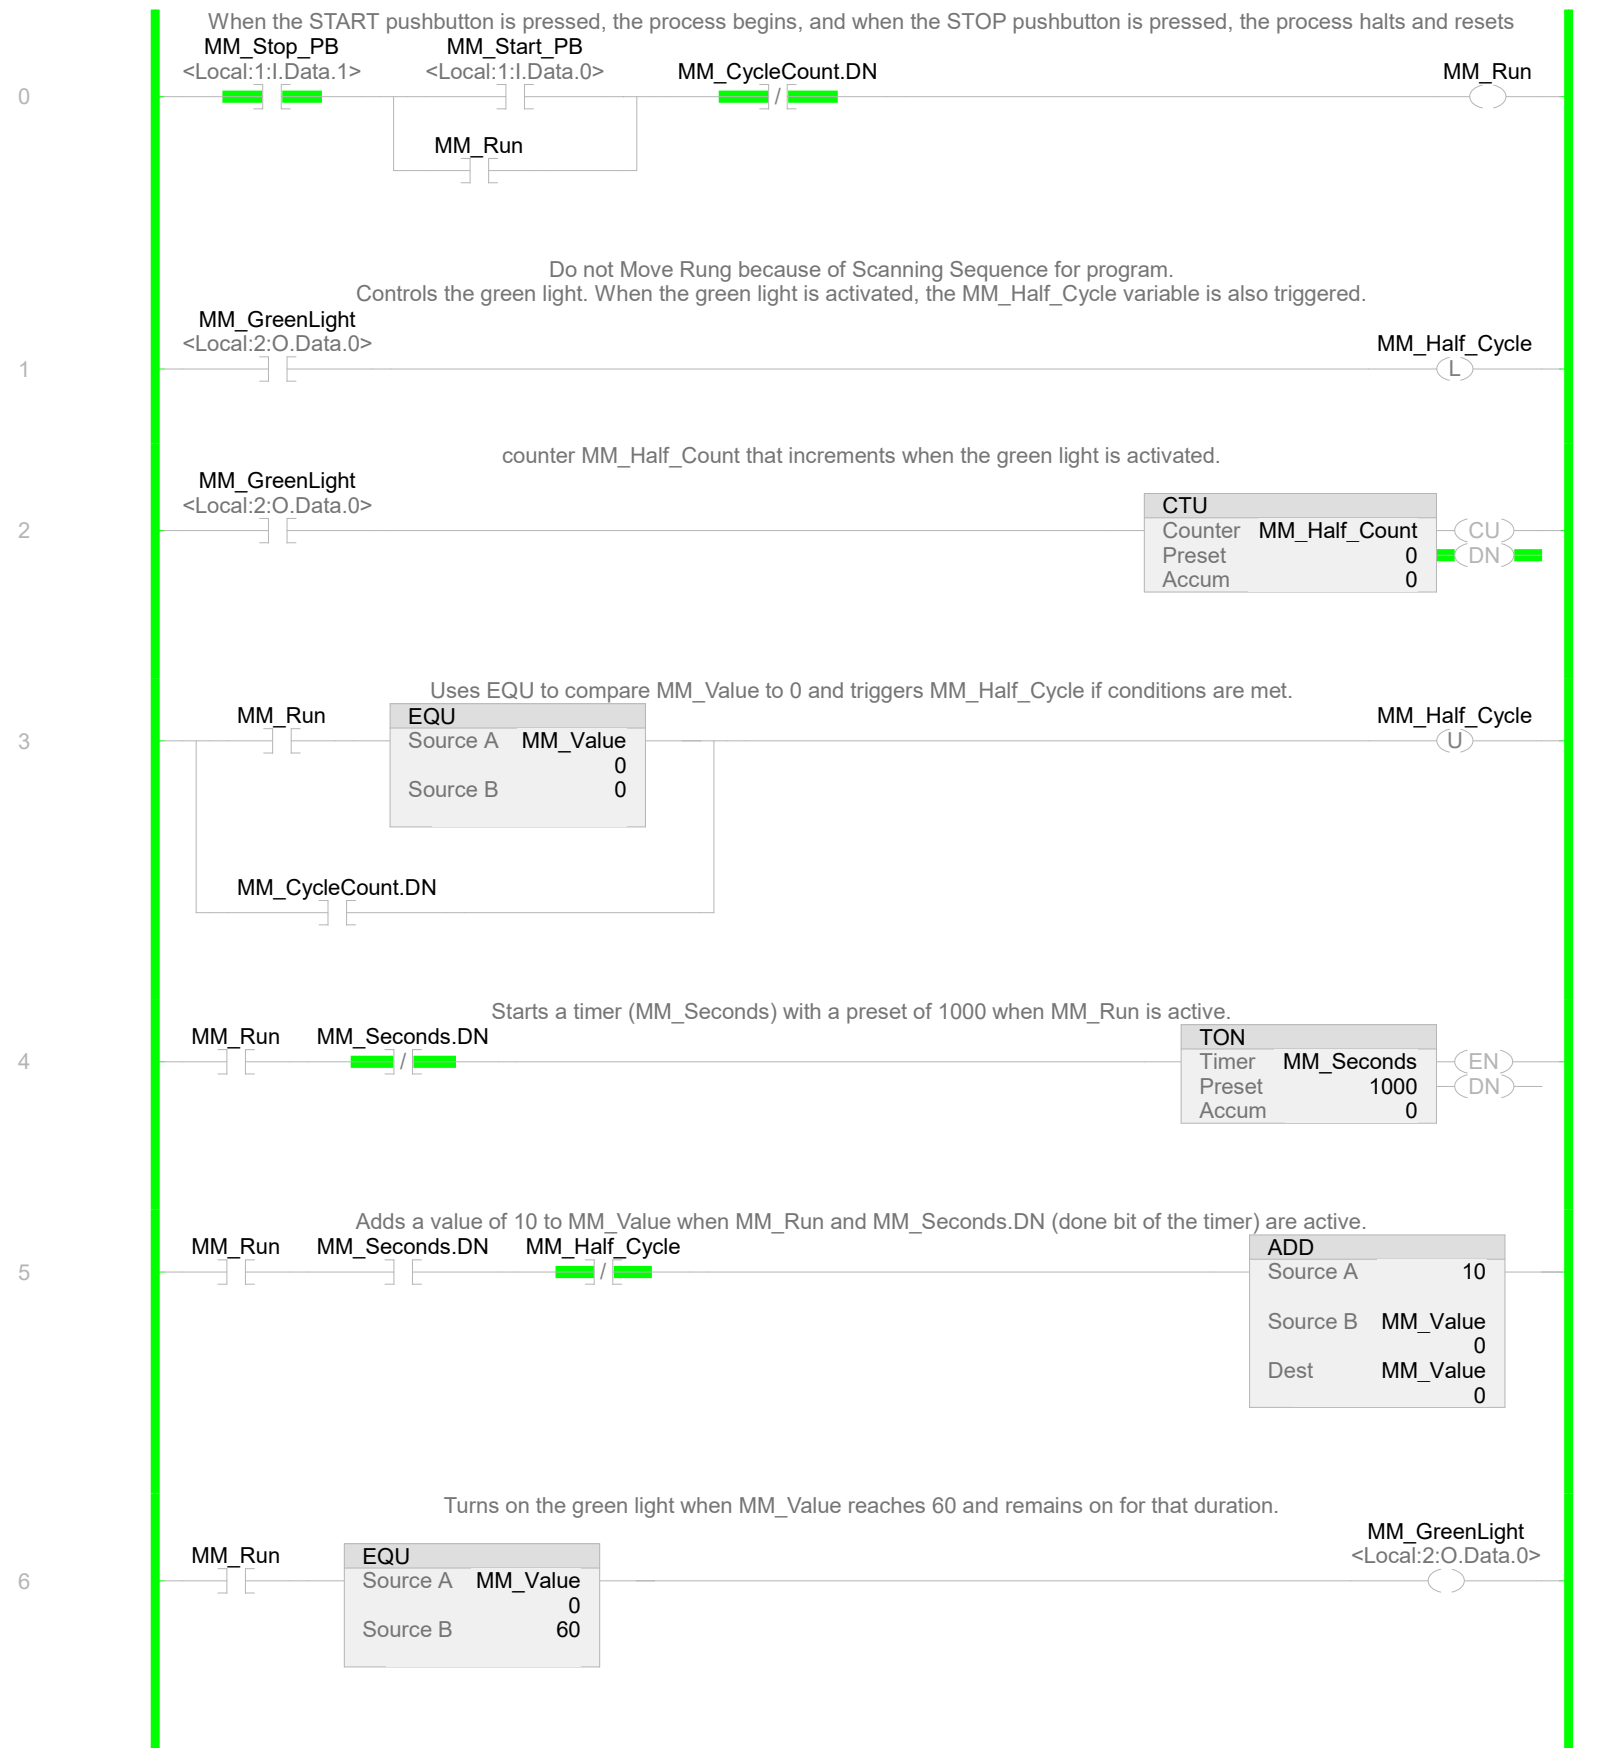 When the START pushbutton is pressed, the process begins, and when the STOP pushbutton is pressed, the process halts and resets
MM_Stop_PB
<Local:1:I.Data.1>
MM_Start_PB
<Local:1:I.Data.0>
MM_CycleCount.DN
/
MM_Run
0
MM_Run
Do not Move Rung because of Scanning Sequence for program.
Controls the green light. When the green light is activated, the MM_Half_Cycle variable is also triggered.
MM_GreenLight
<Local:2:O.Data.0>
MM_Half_Cycle
1
L
counter MM_Half_Count that increments when the green light is activated.
MM_GreenLight
<Local:2:O.Data.0>
2
CTU
Counter MM_Half_Count
Preset 0
Accum 0
CU
DN
Uses EQU to compare MM_Value to 0 and triggers MM_Half_Cycle if conditions are met.
MM_Run
EQU
Source A MM_Value
0
Source B 0
MM_Half_Cycle
3
U
MM_CycleCount.DN
Starts a timer (MM_Seconds) with a preset of 1000 when MM_Run is active.
MM_Run
MM_Seconds.DN
/
4
TON
Timer MM_Seconds
Preset 1000
Accum 0
EN
DN
Adds a value of 10 to MM_Value when MM_Run and MM_Seconds.DN (done bit of the timer) are active.
MM_Run
MM_Seconds.DN
MM_Half_Cycle
/
5
ADD
Source A 10
Source B MM_Value
0
Dest MM_Value
0
Turns on the green light when MM_Value reaches 60 and remains on for that duration.
MM_Run
EQU
Source A MM_Value
0
Source B 60
MM_GreenLight
<Local:2:O.Data.0>
6